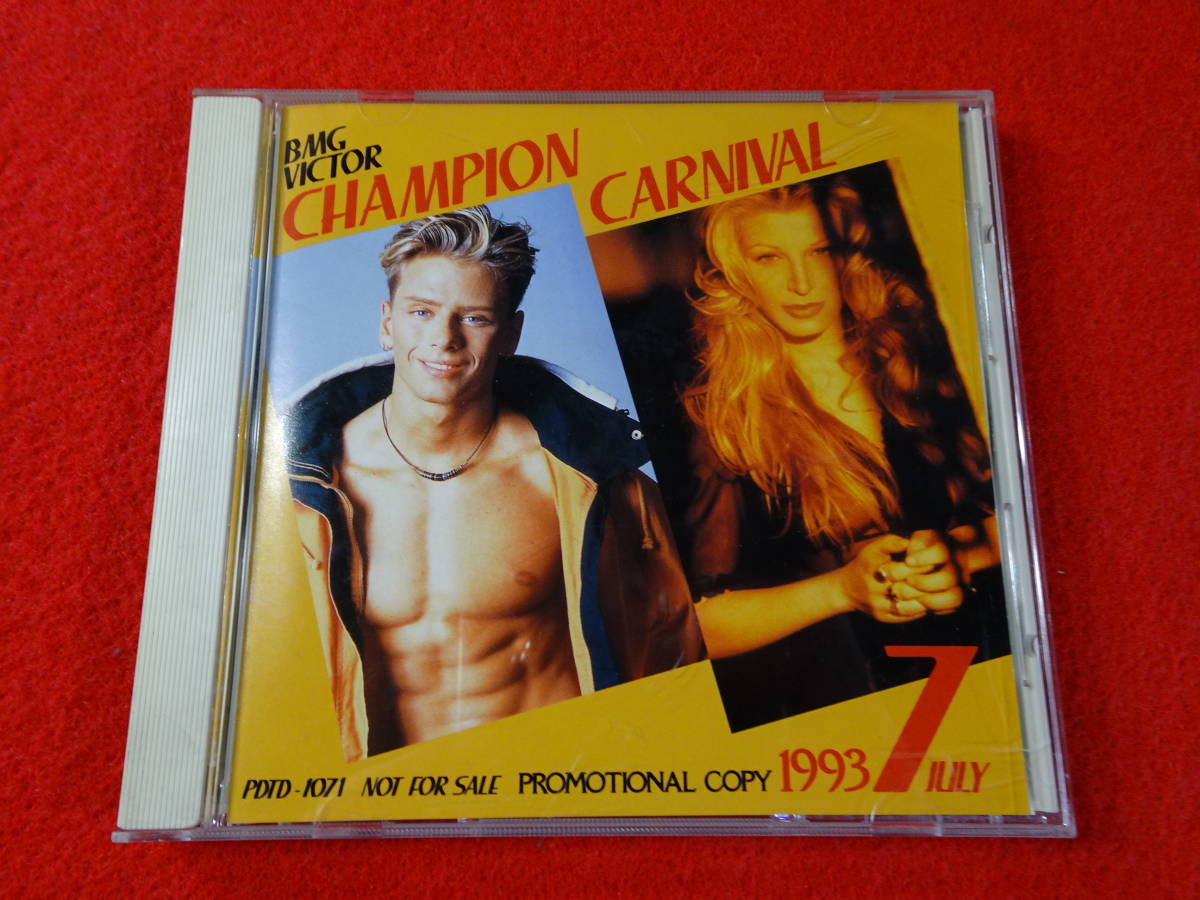 BMG
VICTOR
CHAMPION CARNIVAL
PDTD-1071 NOT FOR SALE PROMOTIONAL COPY 1993 7 JULY